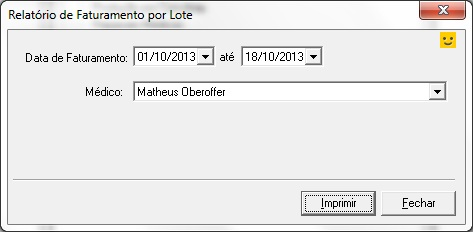 Relatório de Faturamento por Lote
Data de Faturamento: 01/10/2013 até 18/10/2013
Médico: Matheus Oberoffer
Imprimir Fechar